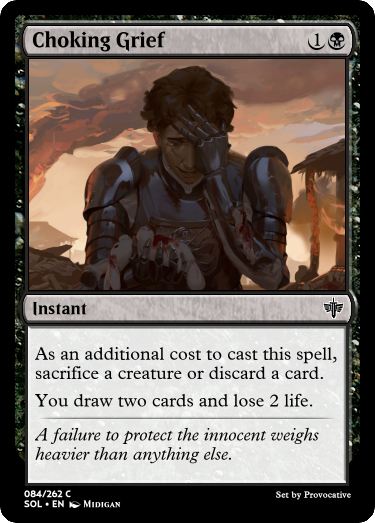 Choking Grief 1
Instant
As an additional cost to cast this spell,
sacrifice a creature or discard a card.
You draw two cards and lose 2 life.
A failure to protect the innocent weighs
heavier than anything else.
084/262 C
SOL • EN Midigan
Set by Provocative